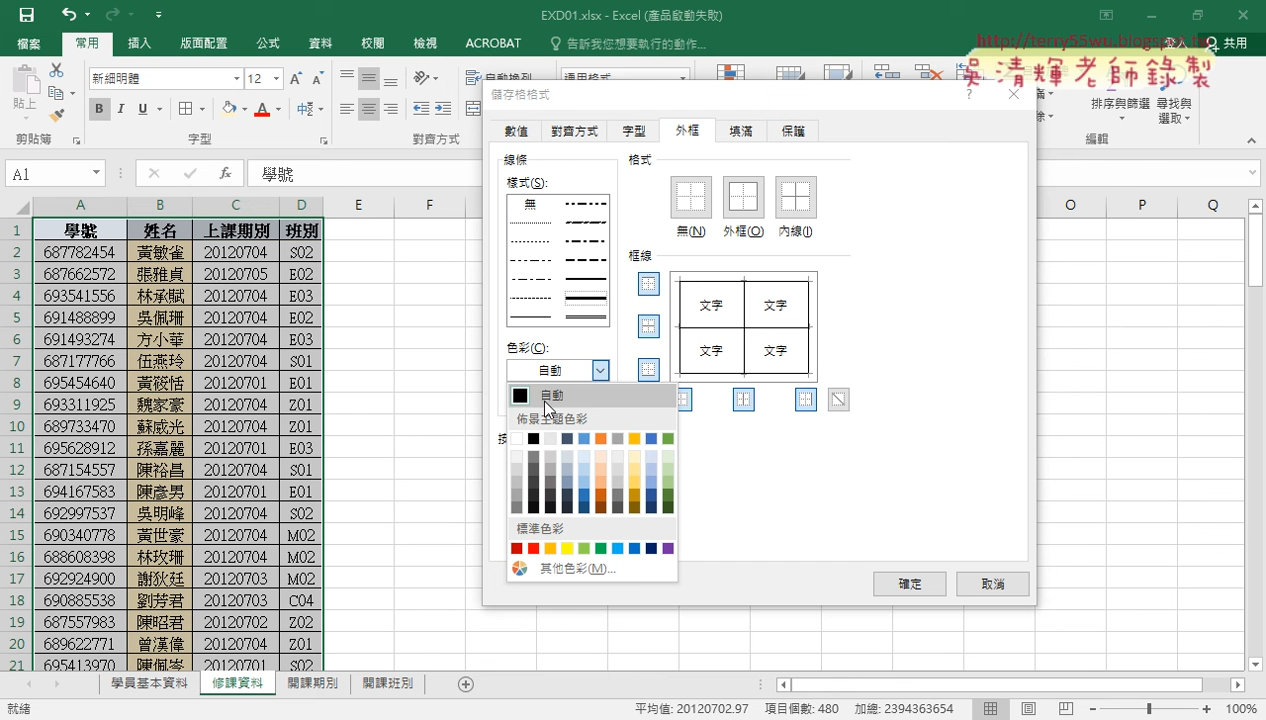 EXD01.xlsx - Excel (產品啟動失敗)
http://terry55wu.blogspot.tw
吳清輝老師錄製
檔案 常用 插入 版面配置 公式 資料 校閱 檢視 ACROBAT 告訴我您想要執行的動作... 登入 共用
貼上 新細明體 12 自動換列 通用格式
B I U A 中
排序與篩選 尋找與選取
剪貼簿 字型 對齊方式 編輯
A1 fx 學號
A B C D E F O P Q
1 學號 姓名 上課期別 班別
2 687782454 黃敏雀 20120704 S02
3 687662572 張雅貞 20120705 E02
4 693541556 林承賦 20120704 E03
5 691488899 吳佩珊 20120704 E02
6 691493274 方小華 20120704 E03
7 687177766 伍燕玲 20120704 S01
8 695454640 黃筱恬 20120701 E01
9 693311925 魏家豪 20120704 Z01
10 689733470 蘇威光 20120704 Z01
11 695628912 孫嘉麗 20120701 E03
12 687154557 陳裕昌 20120704 S01
13 694167583 陳彥男 20120701 E01
14 692997537 吳明峰 20120704 S02
15 690340778 黃世豪 20120704 M02
16 688608398 林玫珊 20120704 M02
17 692924900 謝狄廷 20120703 M02
18 690885538 劉芳君 20120703 C04
19 687557983 陳昭君 20120702 Z02
20 689622771 曾漢偉 20120704 Z01
21 695413970 陳佩岑 20120701 S02
儲存格格式 ?
數值 對齊方式 字型 外框 填滿 保護
線條
樣式(S):
無
色彩(C):
自動
自動
佈景主題色彩
標準色彩
其他色彩(M)...
格式
無(N) 外框(O) 內線(I)
框線
文字 文字
文字 文字
按
確定 取消
學員基本資料 修課資料 開課期別 開課班別
就緒 平均值: 20120702.97 項目個數: 480 加總: 2394363654 100%